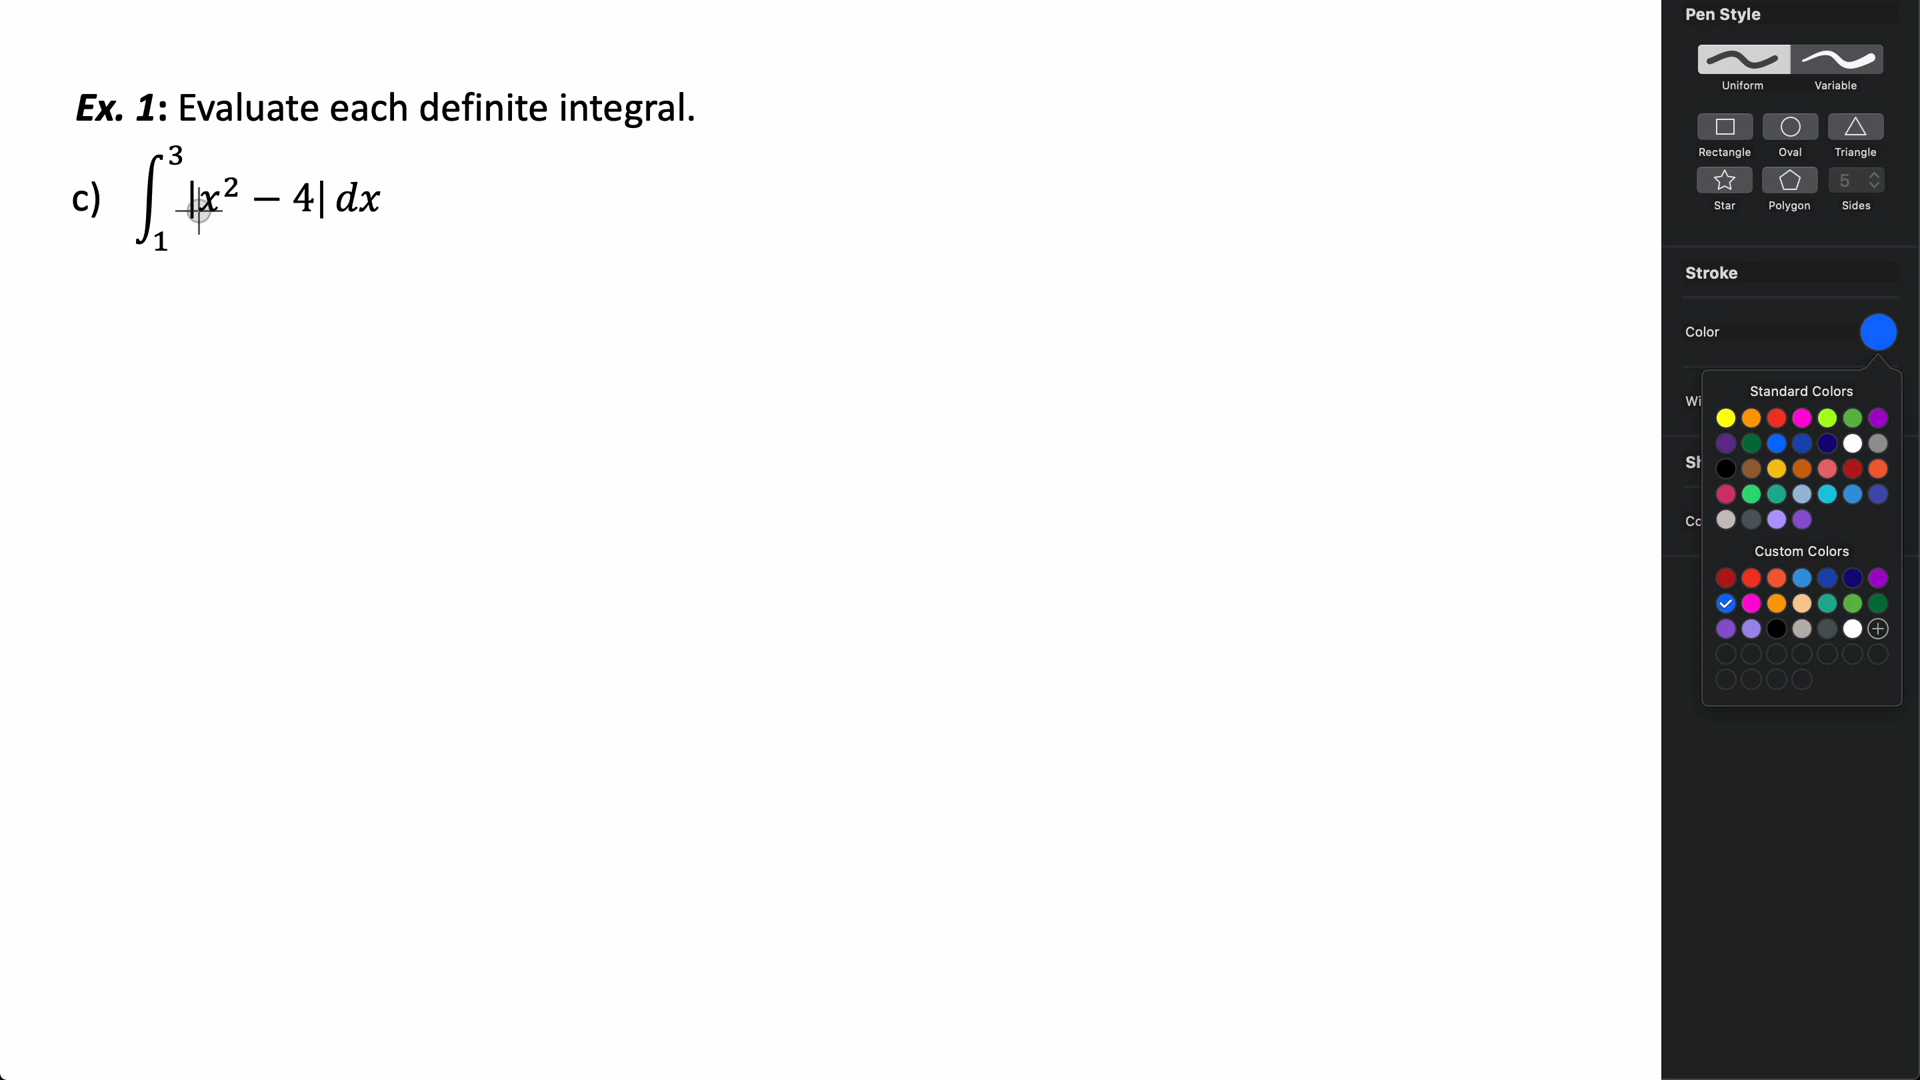 Ex. 1: Evaluate each definite integral.
c) ∫₁³ |x² − 4| dx
Pen Style
Uniform Variable
Rectangle Oval Triangle
5
Star Polygon Sides
Stroke
Color
Standard Colors
Custom Colors